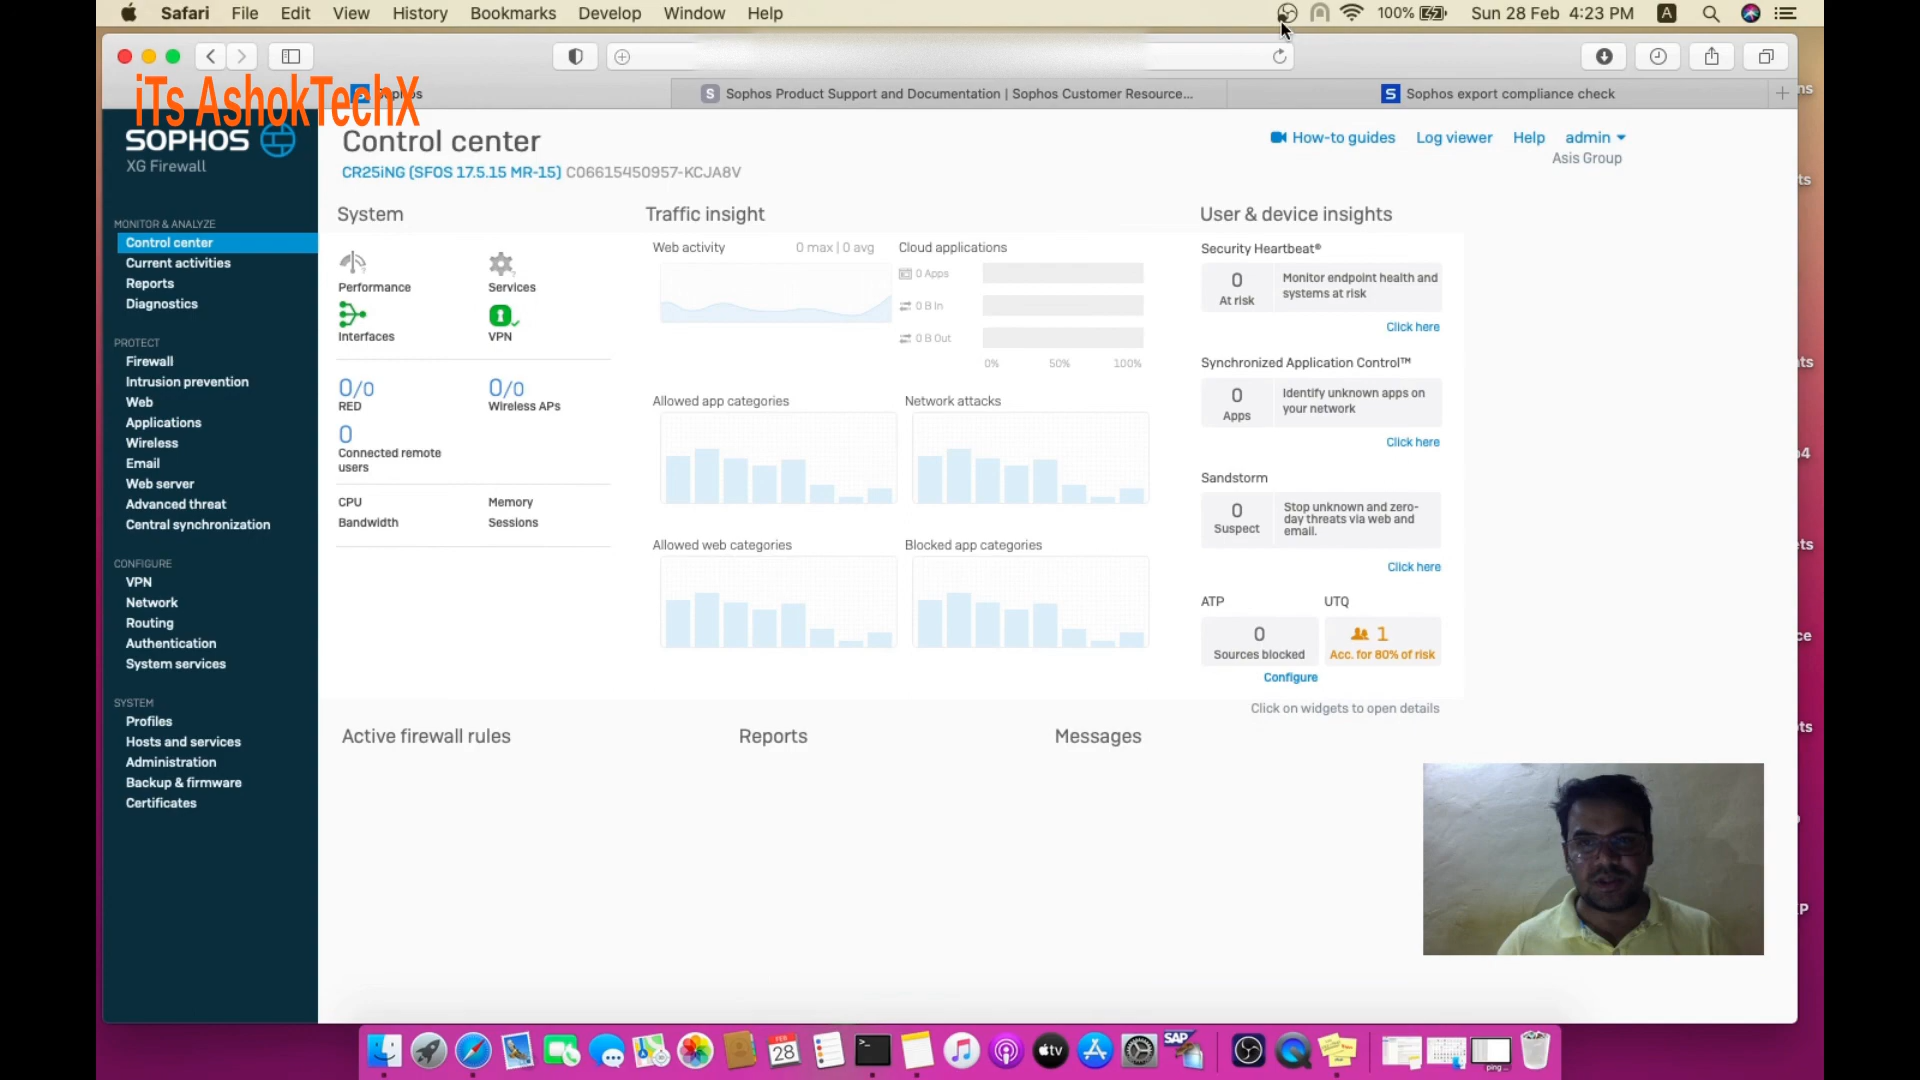 Safari File Edit View History Bookmarks Develop Window Help
100% Sun 28 Feb 4:23 PM A
iTs AshokTechX
Sophos Product Support and Documentation | Sophos Customer Resource...
Sophos export compliance check
SOPHOS
XG Firewall
MONITOR & ANALYZE
Control center
Current activities
Reports
Diagnostics
PROTECT
Firewall
Intrusion prevention
Web
Applications
Wireless
Email
Web server
Advanced threat
Central synchronization
CONFIGURE
VPN
Network
Routing
Authentication
System services
SYSTEM
Profiles
Hosts and services
Administration
Backup & firmware
Certificates
Control center
CR25iNG (SFOS 17.5.15 MR-15) C06615450957-KCJA8V
How-to guides Log viewer Help admin
Asis Group
System
Performance Services
Interfaces VPN
0/0 0/0
RED Wireless APs
0
Connected remote
users
CPU Memory
Bandwidth Sessions
Traffic insight
Web activity 0 max | 0 avg
Cloud applications
0 Apps
0 B In
0 B Out
0% 50% 100%
Allowed app categories
Network attacks
Allowed web categories
Blocked app categories
User & device insights
Security Heartbeat®
0
At risk
Monitor endpoint health and
systems at risk
Click here
Synchronized Application Control™
0
Apps
Identify unknown apps on
your network
Click here
Sandstorm
0
Suspect
Stop unknown and zero-
day threats via web and
email.
Click here
ATP UTQ
0
Sources blocked
1
Acc. for 80% of risk
Configure
Click on widgets to open details
Active firewall rules
Reports
Messages
FEB
28
tv
SAP
ping...